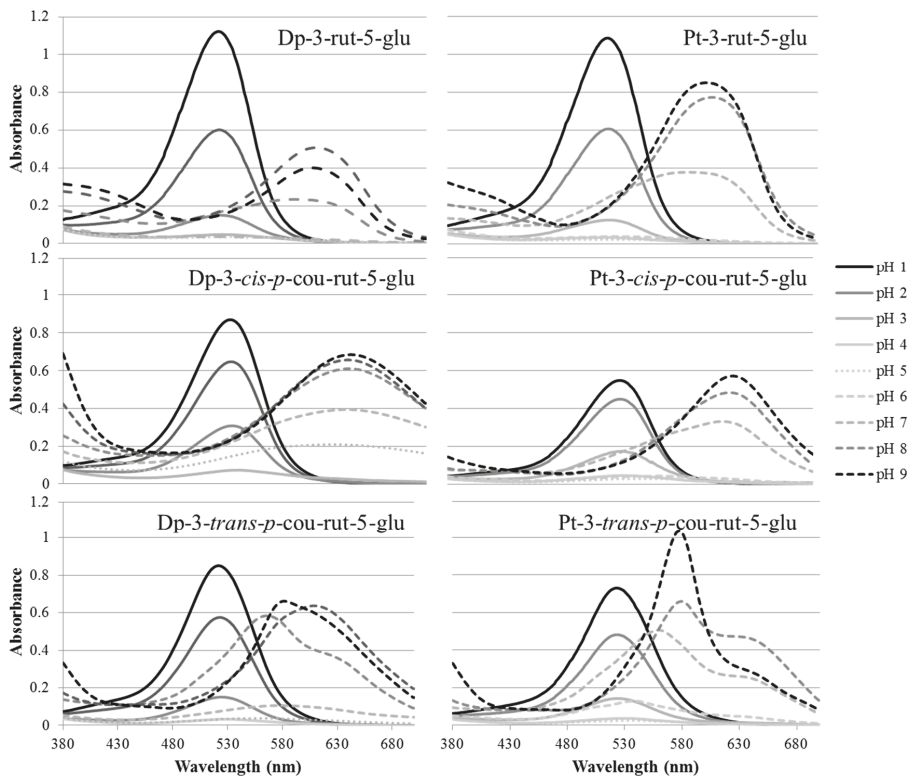 Dp-3-rut-5-glu
Pt-3-rut-5-glu
1.2
1
0.8
0.6
0.4
0.2
0
Absorbance
Dp-3-cis-p-cou-rut-5-glu
Pt-3-cis-p-cou-rut-5-glu
1.2
1
0.8
0.6
0.4
0.2
0
Absorbance
Dp-3-trans-p-cou-rut-5-glu
Pt-3-trans-p-cou-rut-5-glu
1.2
1
0.8
0.6
0.4
0.2
0
Absorbance
380 430 480 530 580 630 680
380 430 480 530 580 630 680
Wavelength (nm)
Wavelength (nm)
pH 1
pH 2
pH 3
pH 4
pH 5
pH 6
pH 7
pH 8
pH 9